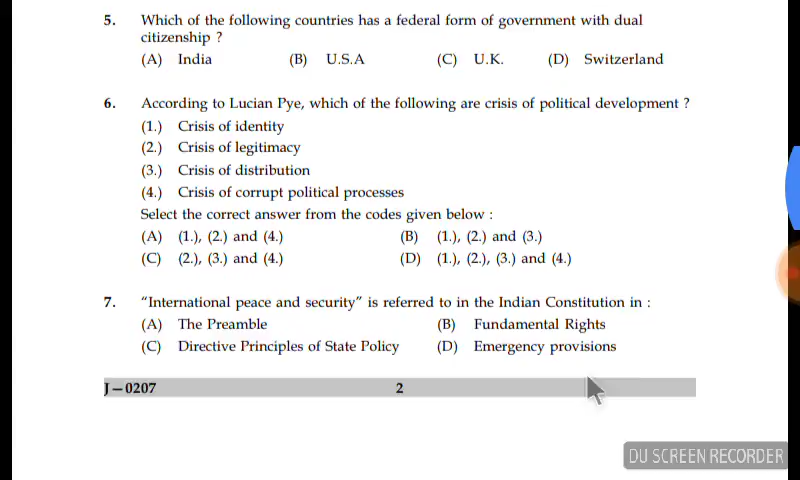 5. Which of the following countries has a federal form of government with dual
citizenship ?
(A) India (B) U.S.A (C) U.K. (D) Switzerland
6. According to Lucian Pye, which of the following are crisis of political development ?
(1.) Crisis of identity
(2.) Crisis of legitimacy
(3.) Crisis of distribution
(4.) Crisis of corrupt political processes
Select the correct answer from the codes given below :
(A) (1.), (2.) and (4.) (B) (1.), (2.) and (3.)
(C) (2.), (3.) and (4.) (D) (1.), (2.), (3.) and (4.)
7. “International peace and security” is referred to in the Indian Constitution in :
(A) The Preamble (B) Fundamental Rights
(C) Directive Principles of State Policy (D) Emergency provisions
J – 0207 2
DU SCREEN RECORDER